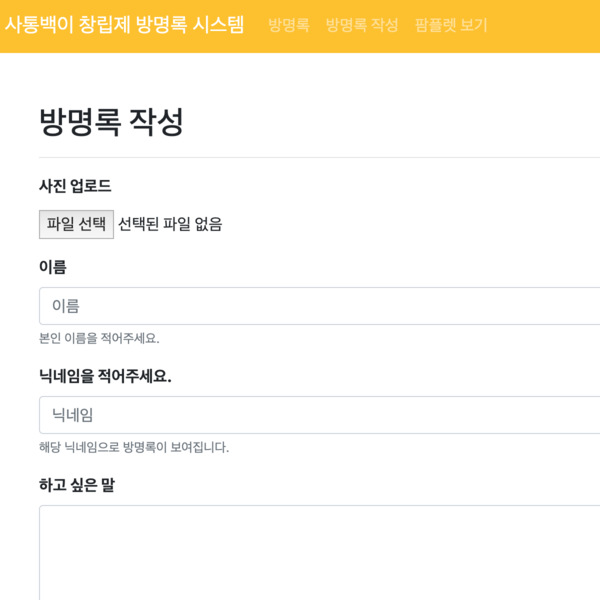 사통백이 창립제 방명록 시스템 방명록 방명록 작성 팜플렛 보기
방명록 작성
사진 업로드
파일 선택 선택된 파일 없음
이름
이름
본인 이름을 적어주세요.
닉네임을 적어주세요.
닉네임
해당 닉네임으로 방명록이 보여집니다.
하고 싶은 말